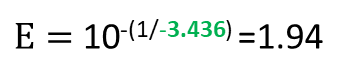 E = 10-(1/-3.436) =1.94